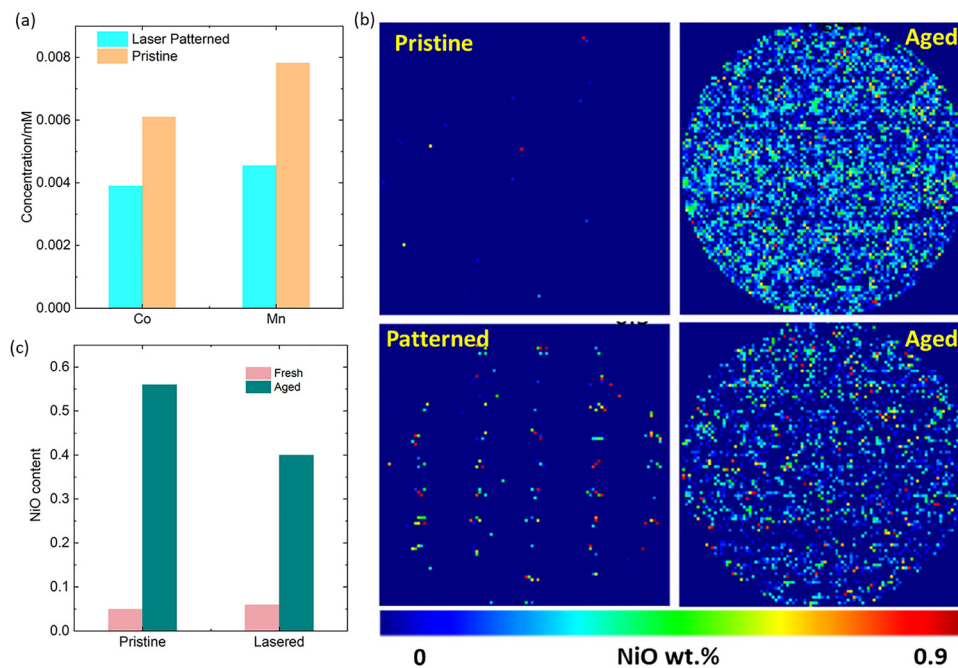 (a)
Laser Patterned
Pristine
0.008
0.006
0.004
0.002
0.000
Concentration/mM
Co
Mn
(b)
Pristine
Aged
Patterned
Aged
0
NiO wt.%
0.9
(c)
Fresh
Aged
0.6
0.5
0.4
0.3
0.2
0.1
0.0
NiO content
Pristine
Lasered